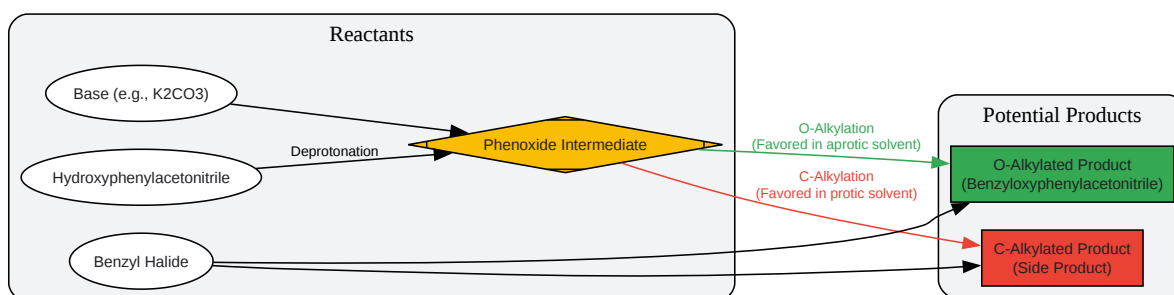 Reactants
Base (e.g., K2CO3)
Deprotonation
Hydroxyphenylacetonitrile
Benzyl Halide
Phenoxide Intermediate
O-Alkylation
(Favored in aprotic solvent)
C-Alkylation
(Favored in protic solvent)
Potential Products
O-Alkylated Product
(Benzyloxyphenylacetonitrile)
C-Alkylated Product
(Side Product)